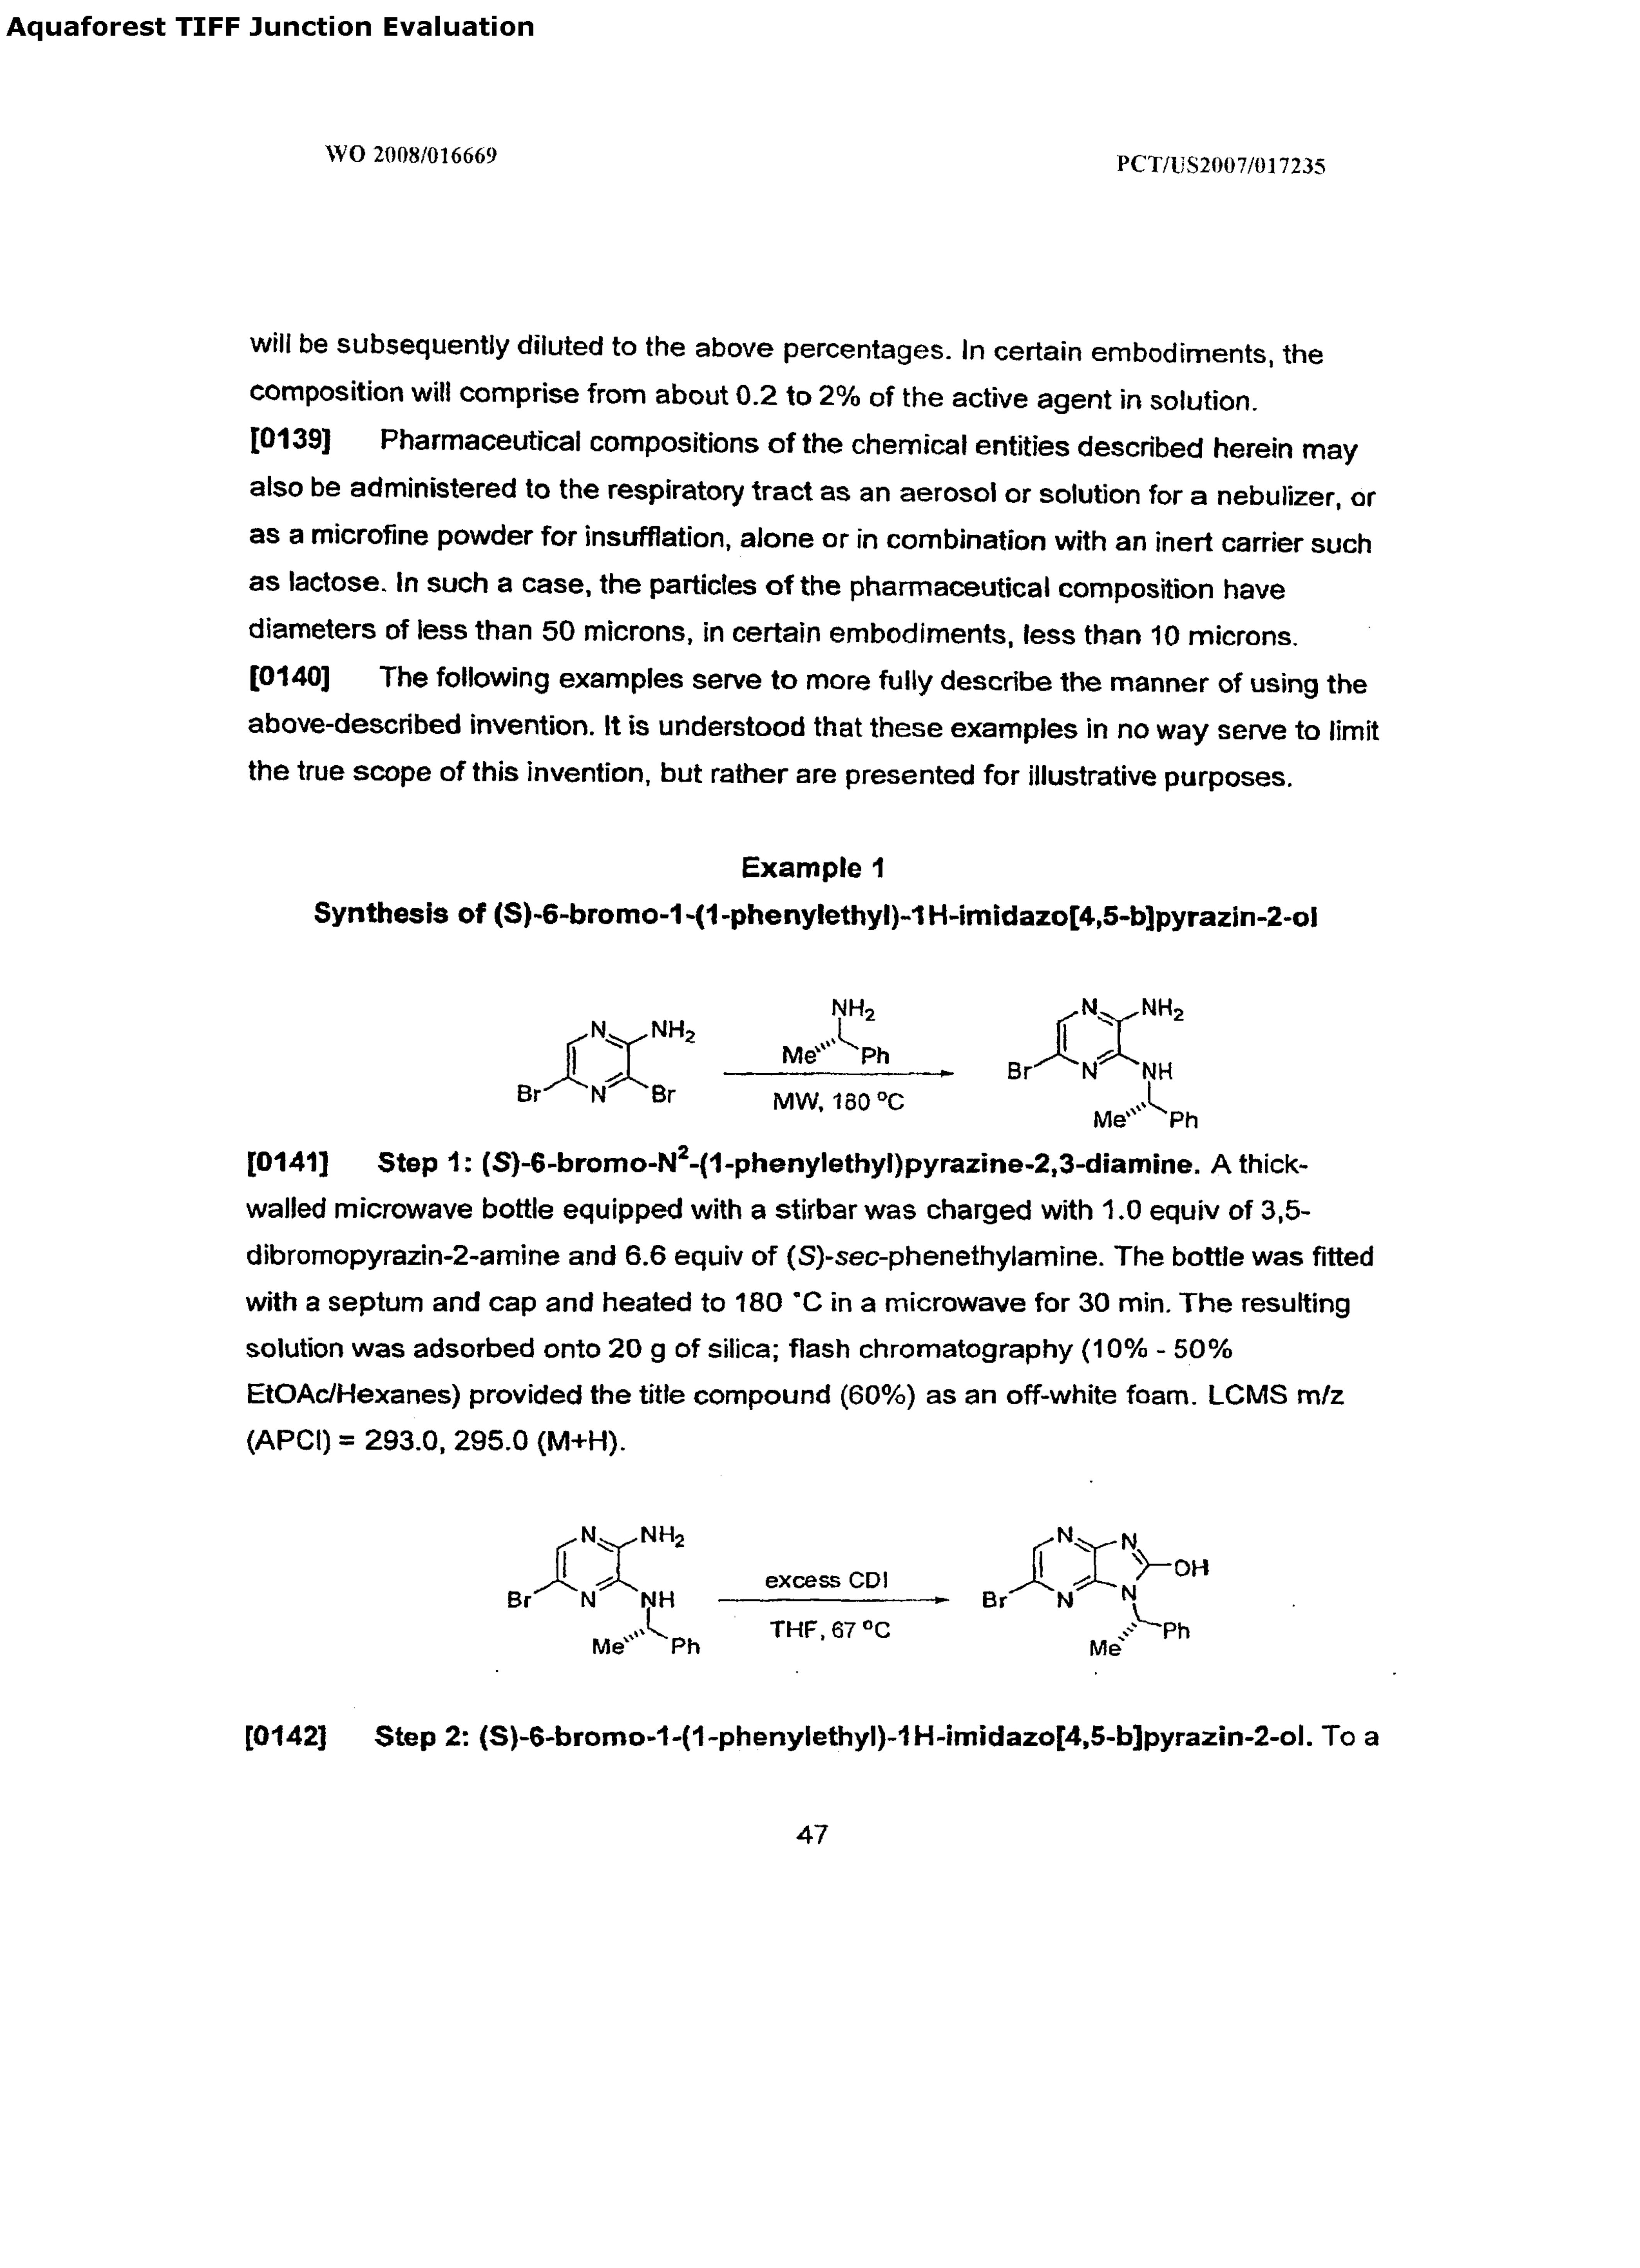 Aquaforest TIFF Junction Evaluation
WO 2008/016669
PCT/US2007/017235
will be subsequently diluted to the above percentages. In certain embodiments, the
composition will comprise from about 0.2 to 2% of the active agent in solution.
[0139] Pharmaceutical compositions of the chemical entities described herein may
also be administered to the respiratory tract as an aerosol or solution for a nebulizer, or
as a microfine powder for insufflation, alone or in combination with an inert carrier such
as lactose. In such a case, the particles of the pharmaceutical composition have
diameters of less than 50 microns, in certain embodiments, less than 10 microns.
[0140] The following examples serve to more fully describe the manner of using the
above-described invention. It is understood that these examples in no way serve to limit
the true scope of this invention, but rather are presented for illustrative purposes.
Example 1
Synthesis of (S)-6-bromo-1-(1-phenylethyl)-1H-imidazo[4,5-b]pyrazin-2-ol
N NH2 Br N Br
NH2 Me Ph
MW, 180 ºC
N NH2 Br N NH Me Ph
[0141] Step 1: (S)-6-bromo-N²-(1-phenylethyl)pyrazine-2,3-diamine. A thick-
walled microwave bottle equipped with a stirbar was charged with 1.0 equiv of 3,5-
dibromopyrazin-2-amine and 6.6 equiv of (S)-sec-phenethylamine. The bottle was fitted
with a septum and cap and heated to 180 °C in a microwave for 30 min. The resulting
solution was adsorbed onto 20 g of silica; flash chromatography (10% - 50%
EtOAc/Hexanes) provided the title compound (60%) as an off-white foam. LCMS m/z
(APCI) = 293.0, 295.0 (M+H).
N NH2 Br N NH Me Ph
excess CDI
THF, 67 ºC
N N OH Br N N Me Ph
[0142] Step 2: (S)-6-bromo-1-(1-phenylethyl)-1H-imidazo[4,5-b]pyrazin-2-ol. To a
47